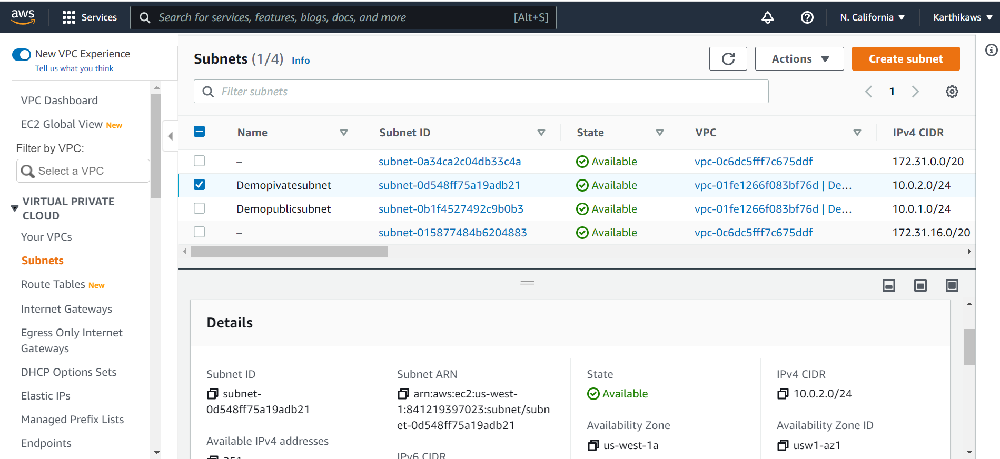 aws
Services
Search for services, features, blogs, docs, and more
[Alt+S]
N. California
Karthikaws
New VPC Experience
Tell us what you think
VPC Dashboard
EC2 Global View New
Filter by VPC:
Select a VPC
VIRTUAL PRIVATE
CLOUD
Your VPCs
Subnets
Route Tables New
Internet Gateways
Egress Only Internet
Gateways
DHCP Options Sets
Elastic IPs
Managed Prefix Lists
Endpoints
Subnets (1/4) Info
Actions
Create subnet
Filter subnets
1
Name Subnet ID State VPC IPv4 CIDR
– subnet-0a34ca2c04db33c4a Available vpc-0c6dc5fff7c675ddf 172.31.0.0/20
Demopivatesubnet subnet-0d548ff75a19adb21 Available vpc-01fe1266f083bf76d | De... 10.0.2.0/24
Demopublicsubnet subnet-0b1f4527492c9b0b3 Available vpc-01fe1266f083bf76d | De... 10.0.1.0/24
– subnet-015877484b6204883 Available vpc-0c6dc5fff7c675ddf 172.31.16.0/20
Details
Subnet ID
subnet-
0d548ff75a19adb21
Available IPv4 addresses
251
Subnet ARN
arn:aws:ec2:us-west-
1:841219397023:subnet/subn
et-0d548ff75a19adb21
IPv6 CIDR
State
Available
Availability Zone
us-west-1a
IPv4 CIDR
10.0.2.0/24
Availability Zone ID
usw1-az1